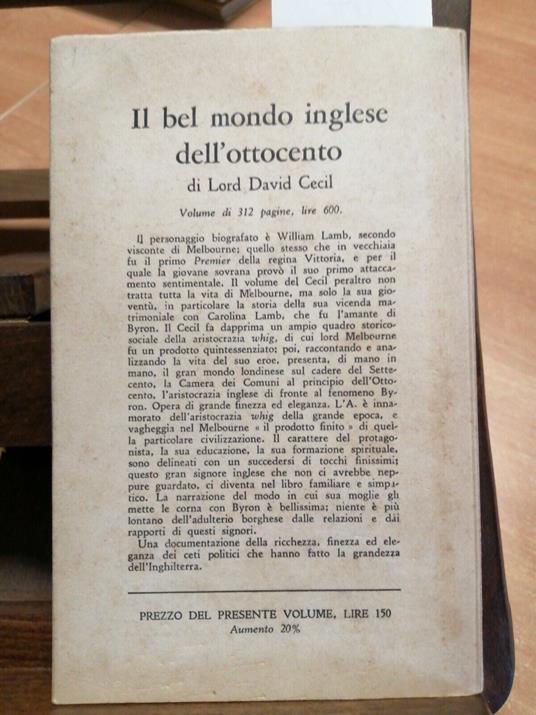 Il bel mondo inglese
dell'ottocento
di Lord David Cecil
Volume di 312 pagine, lire 600.
Il personaggio biografato è William Lamb, secondo
visconte di Melbourne; quello stesso che in vecchiaia
fu il primo Premier della regina Vittoria, e per il
quale la giovane sovrana provò il suo primo attacca-
mento sentimentale. Il volume del Cecil peraltro non
tratta tutta la vita di Melbourne, ma solo la sua gio-
ventù, in particolare la storia della sua vicenda ma-
trimoniale con Carolina Lamb, che fu l'amante di
Byron. Il Cecil fa dapprima un ampio quadro storico-
sociale della aristocrazia whig, di cui lord Melbourne
fu un prodotto quintessenziato; poi, raccontando e ana-
lizzando la vita del suo eroe, presenta, di mano in
mano, il gran mondo londinese sul cadere del Sette-
cento, la Camera dei Comuni al principio dell'Otto-
cento, l'aristocrazia inglese di fronte al fenomeno By-
ron. Opera di grande finezza ed eleganza. L'A. è inna-
morato dell'aristocrazia whig della grande epoca, e
vagheggia nel Melbourne « il prodotto finito » di quel-
la particolare civilizzazione. Il carattere del protago-
nista, la sua educazione, la sua formazione spirituale,
sono delineati con un succedersi di tocchi finissimi;
questo gran signore inglese che non ci avrebbe nep-
pure guardato, ci diventa nel libro familiare e simpa-
tico. La narrazione del modo in cui sua moglie gli
mette le corna con Byron è bellissima; niente è più
lontano dell'adulterio borghese dalle relazioni e dai
rapporti di questi signori.
Una documentazione della ricchezza, finezza ed ele-
ganza dei ceti politici che hanno fatto la grandezza
dell'Inghilterra.
PREZZO DEL PRESENTE VOLUME, LIRE 150
Aumento 20%